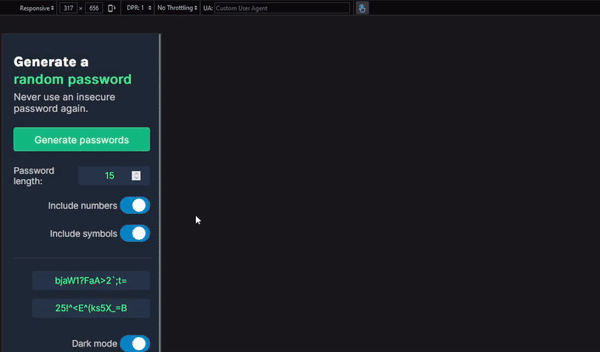 Responsive 317 × 656 DPR: 1 No Throttling UA: Custom User Agent
Generate a
random password
Never use an insecure
password again.
Generate passwords
Password
length:
15
Include numbers
Include symbols
bjaW1?FaA>2`;t=
25!^<E^(ks5X_=B
Dark mode